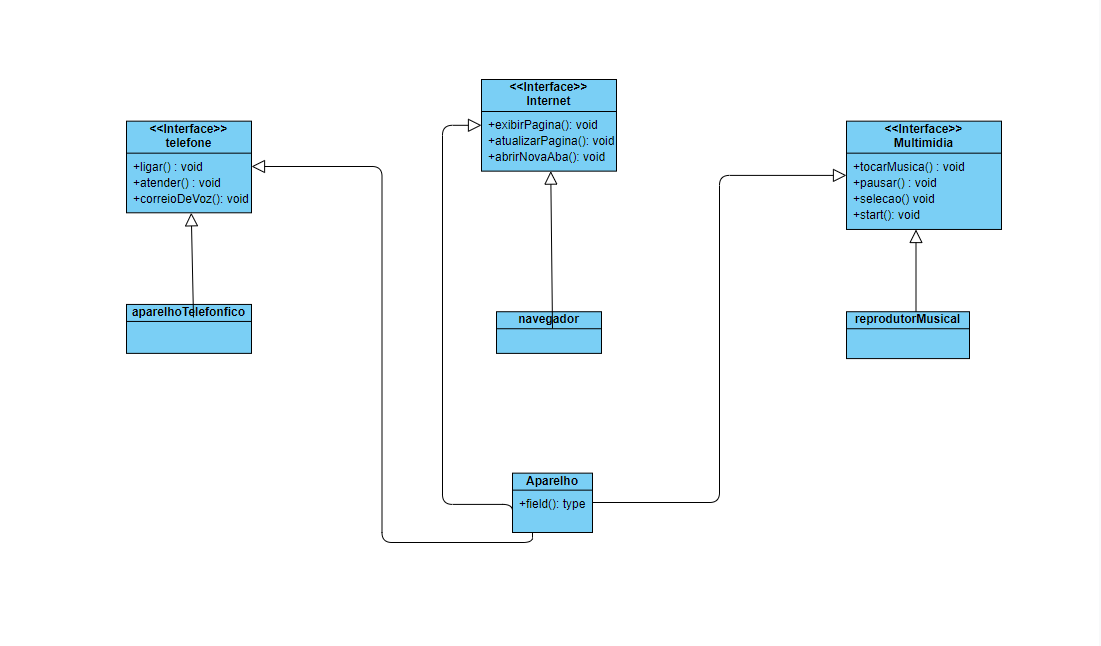 <<Interface>>
telefone
+ligar() : void
+atender() : void
+correioDeVoz(): void
<<Interface>>
Internet
+exibirPagina(): void
+atualizarPagina(): void
+abrirNovaAba(): void
<<Interface>>
Multimidia
+tocarMusica() : void
+pausar() : void
+selecao() void
+start(): void
aparelhoTelefonfico
navegador
reprodutorMusical
Aparelho
+field(): type